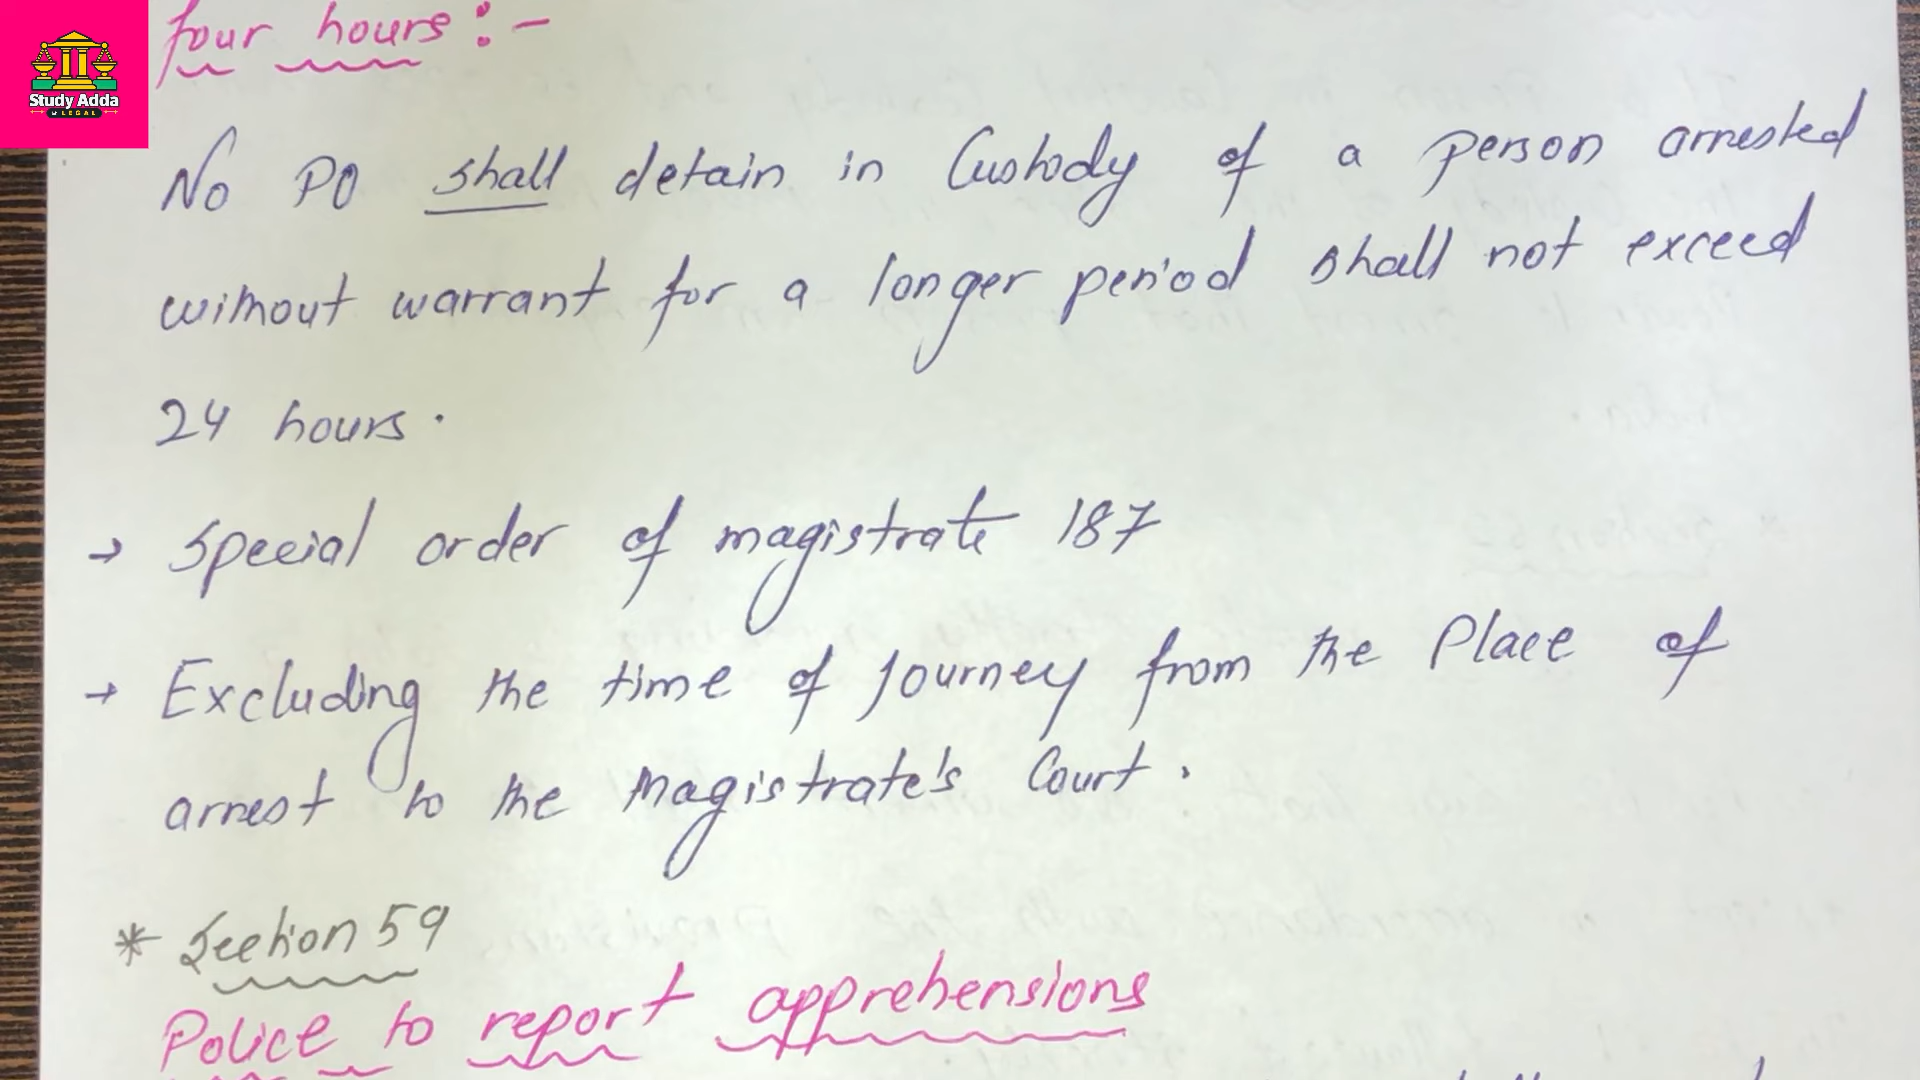 Study Adda
LEGAL
four hours :-
No PO shall detain in Custody of a person arrested
without warrant for a longer period shall not exceed
24 hours.
→ Special order of magistrate 187
→ Excluding the time of Journey from the Place of
arrest to the Magistrate's Court.
* Section 59
Police to report apprehensions